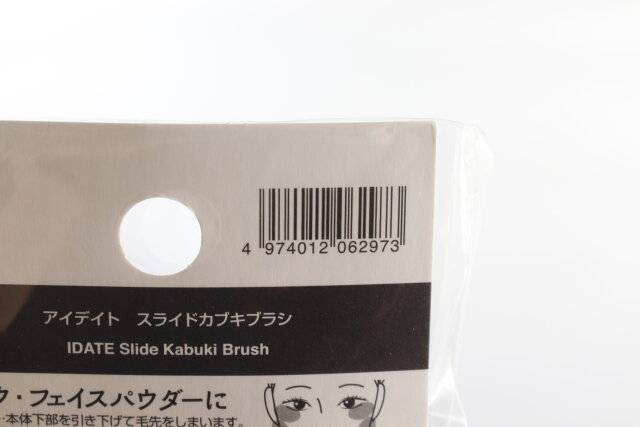 4 974012 062973
アイデイト スライドカブキブラシ
IDATE Slide Kabuki Brush
ク・フェイスパウダーに
本体下部を引き下げて毛先をしまいます。